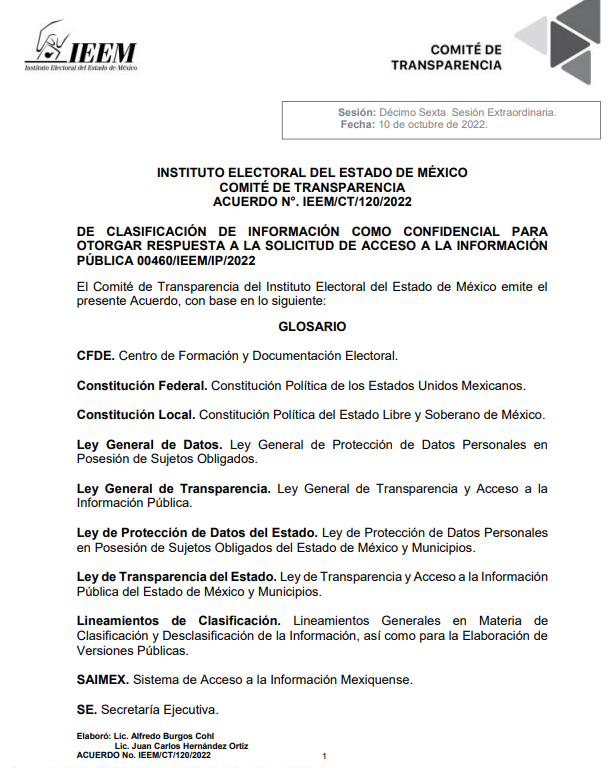 IEEM
Instituto Electoral del Estado de México
COMITÉ DE
TRANSPARENCIA
Sesión: Décimo Sexta Sesión Extraordinaria.
Fecha: 10 de octubre de 2022.
INSTITUTO ELECTORAL DEL ESTADO DE MÉXICO
COMITÉ DE TRANSPARENCIA
ACUERDO N°. IEEM/CT/120/2022
DE CLASIFICACIÓN DE INFORMACIÓN COMO CONFIDENCIAL PARA
OTORGAR RESPUESTA A LA SOLICITUD DE ACCESO A LA INFORMACIÓN
PÚBLICA 00460/IEEM/IP/2022
El Comité de Transparencia del Instituto Electoral del Estado de México emite el
presente Acuerdo, con base en lo siguiente:
GLOSARIO
CFDE. Centro de Formación y Documentación Electoral.
Constitución Federal. Constitución Política de los Estados Unidos Mexicanos.
Constitución Local. Constitución Política del Estado Libre y Soberano de México.
Ley General de Datos. Ley General de Protección de Datos Personales en
Posesión de Sujetos Obligados.
Ley General de Transparencia. Ley General de Transparencia y Acceso a la
Información Pública.
Ley de Protección de Datos del Estado. Ley de Protección de Datos Personales
en Posesión de Sujetos Obligados del Estado de México y Municipios.
Ley de Transparencia del Estado. Ley de Transparencia y Acceso a la Información
Pública del Estado de México y Municipios.
Lineamientos de Clasificación. Lineamientos Generales en Materia de
Clasificación y Desclasificación de la Información, así como para la Elaboración de
Versiones Públicas.
SAIMEX. Sistema de Acceso a la Información Mexiquense.
SE. Secretaría Ejecutiva.
Elaboró: Lic. Alfredo Burgos Cohl
Lic. Juan Carlos Hernández Ortiz
ACUERDO No. IEEM/CT/120/2022
1